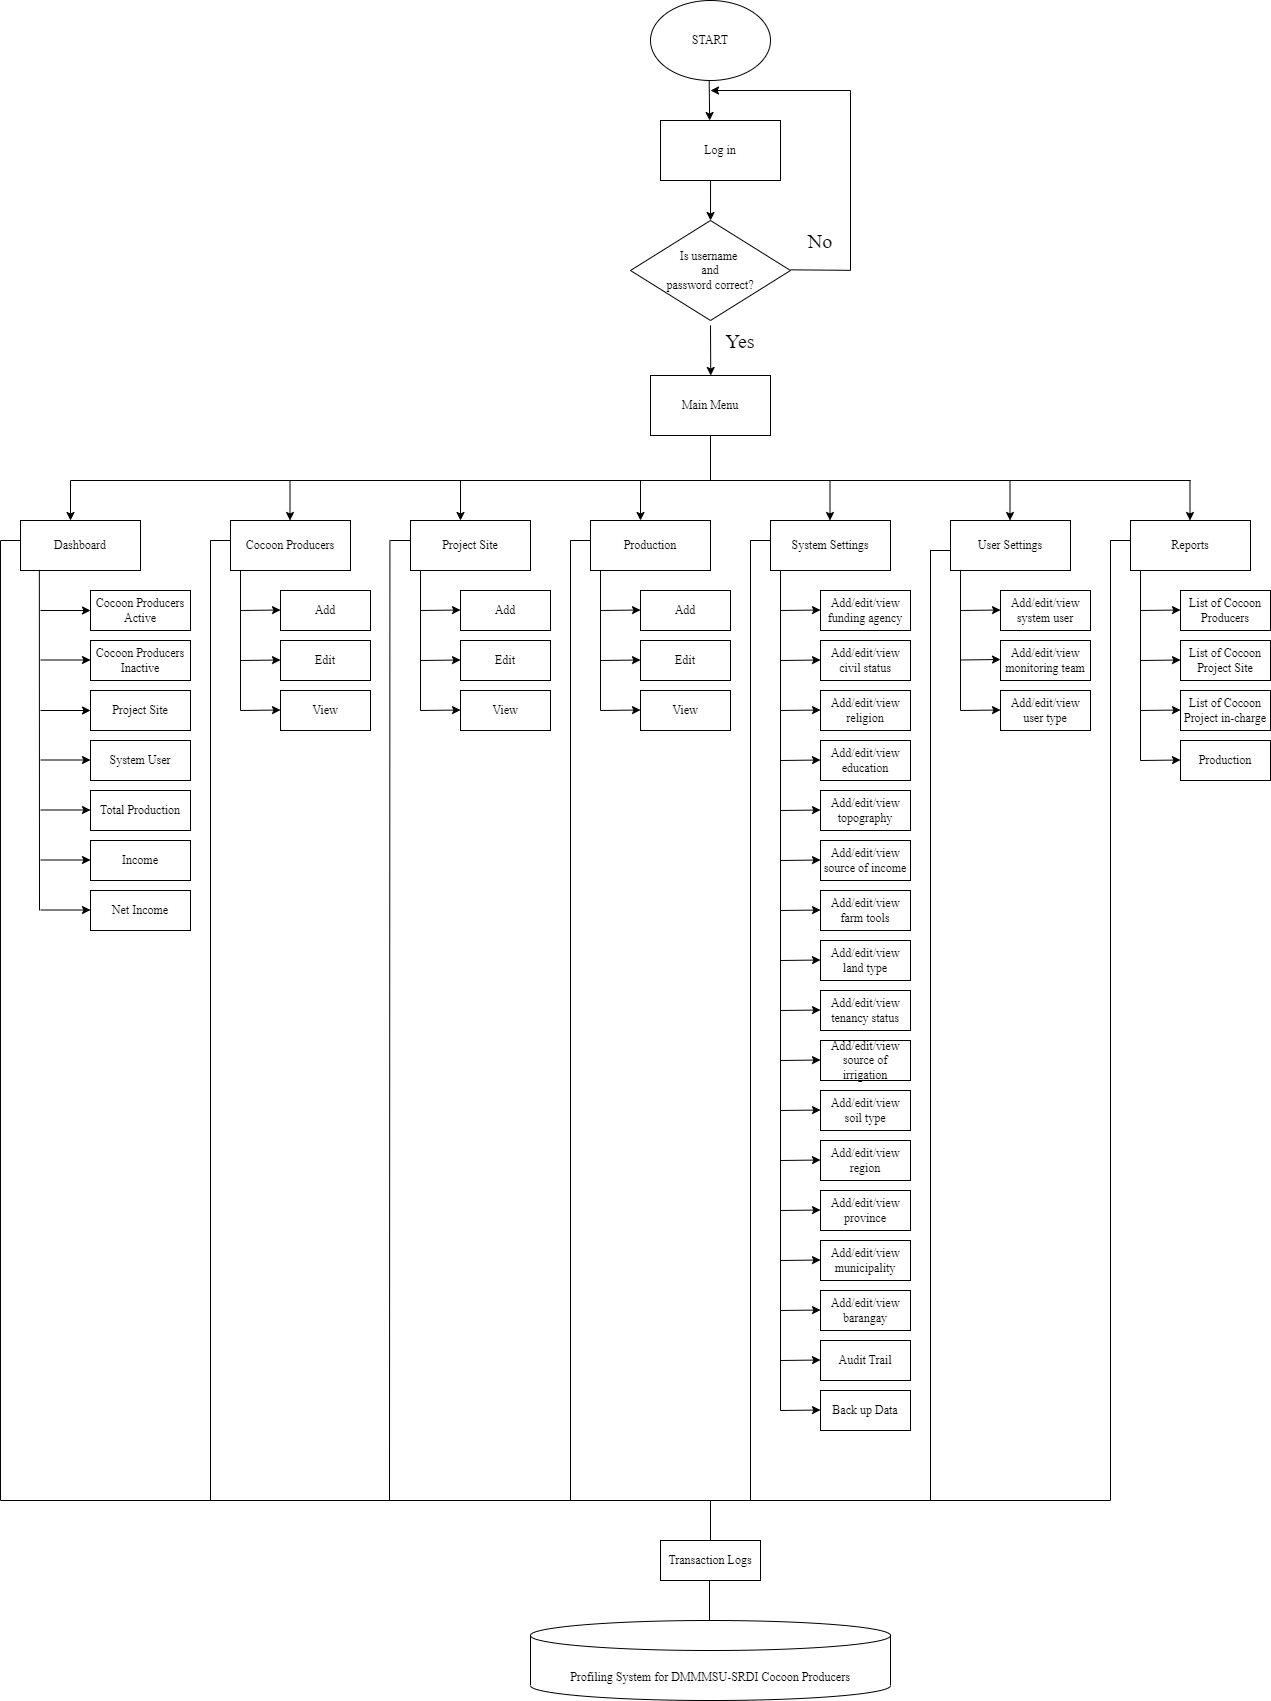 START
Log in
No
Is username
and
password correct?
Yes
Main Menu
Dashboard
Cocoon Producers
Active
Cocoon Producers
Inactive
Project Site
System User
Total Production
Income
Net Income
Cocoon Producers
Add
Edit
View
Project Site
Add
Edit
View
Production
Add
Edit
View
System Settings
Add/edit/view
funding agency
Add/edit/view
civil status
Add/edit/view
religion
Add/edit/view
education
Add/edit/view
topography
Add/edit/view
source of income
Add/edit/view
farm tools
Add/edit/view
land type
Add/edit/view
tenancy status
Add/edit/view
source of
irrigation
Add/edit/view
soil type
Add/edit/view
region
Add/edit/view
province
Add/edit/view
municipality
Add/edit/view
barangay
Audit Trail
Back up Data
User Settings
Add/edit/view
system user
Add/edit/view
monitoring team
Add/edit/view
user type
Reports
List of Cocoon
Producers
List of Cocoon
Project Site
List of Cocoon
Project in-charge
Production
Transaction Logs
Profiling System for DMMMSU-SRDI Cocoon Producers